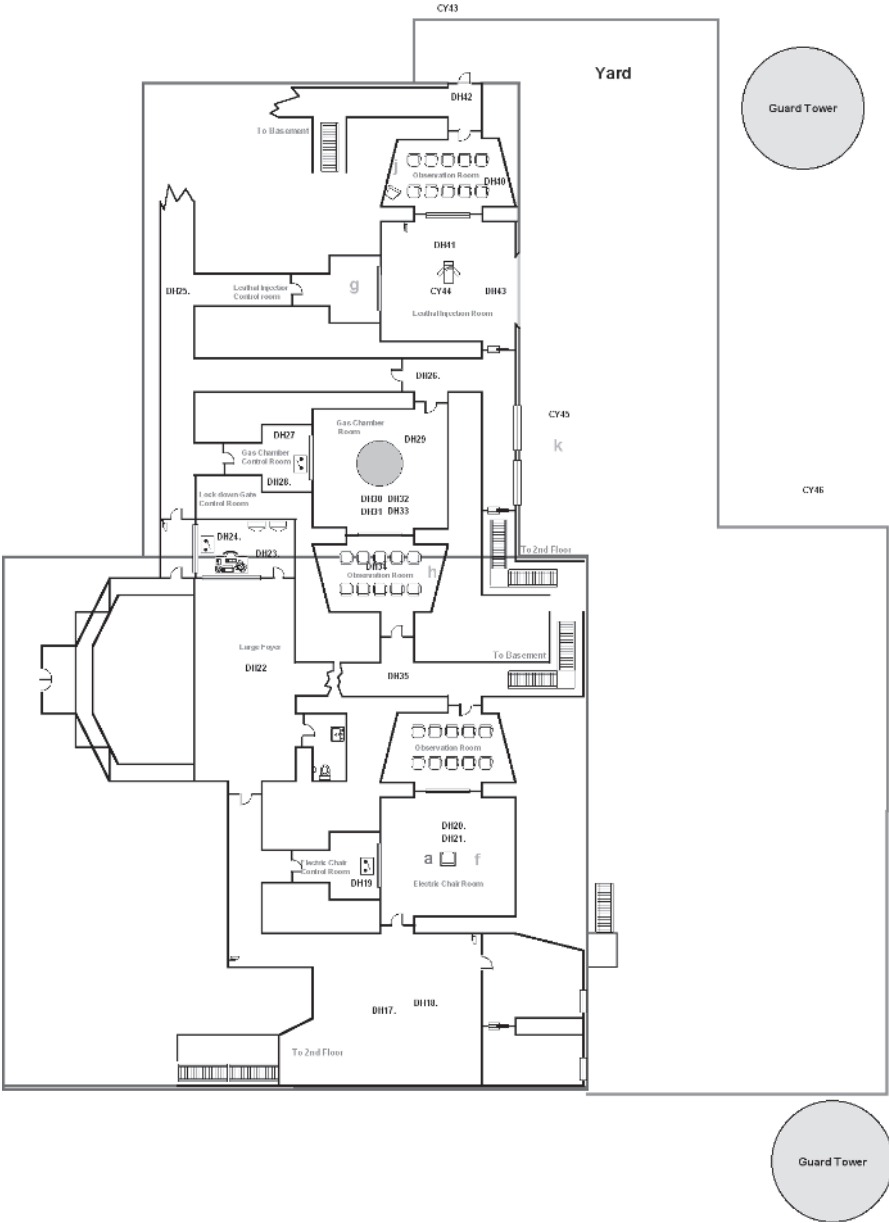 CY43
Yard
Guard Tower
DH42
To Basement
j
Observation Room
DH40
DH41
DH25.
Leuthal Injection
Control room
g
CY44
DH43
Leuthal Injection Room
DH26.
CY45
k
Gas Chamber
Room
DH27
DH29
Gas Chamber
Control Room
DH28.
CY46
Lock down Gate
Control Room
DH30 DH32
DH31 DH33
DH24.
DH23.
To 2nd Floor
DH34
Observation Room
h
Large Foyer
DH22
To Basement
DH35
Observation Room
DH20.
DH21.
a
f
Electric Chair
Control Room
DH19
Electric Chair Room
DH17.
DH18.
To 2nd Floor
Guard Tower